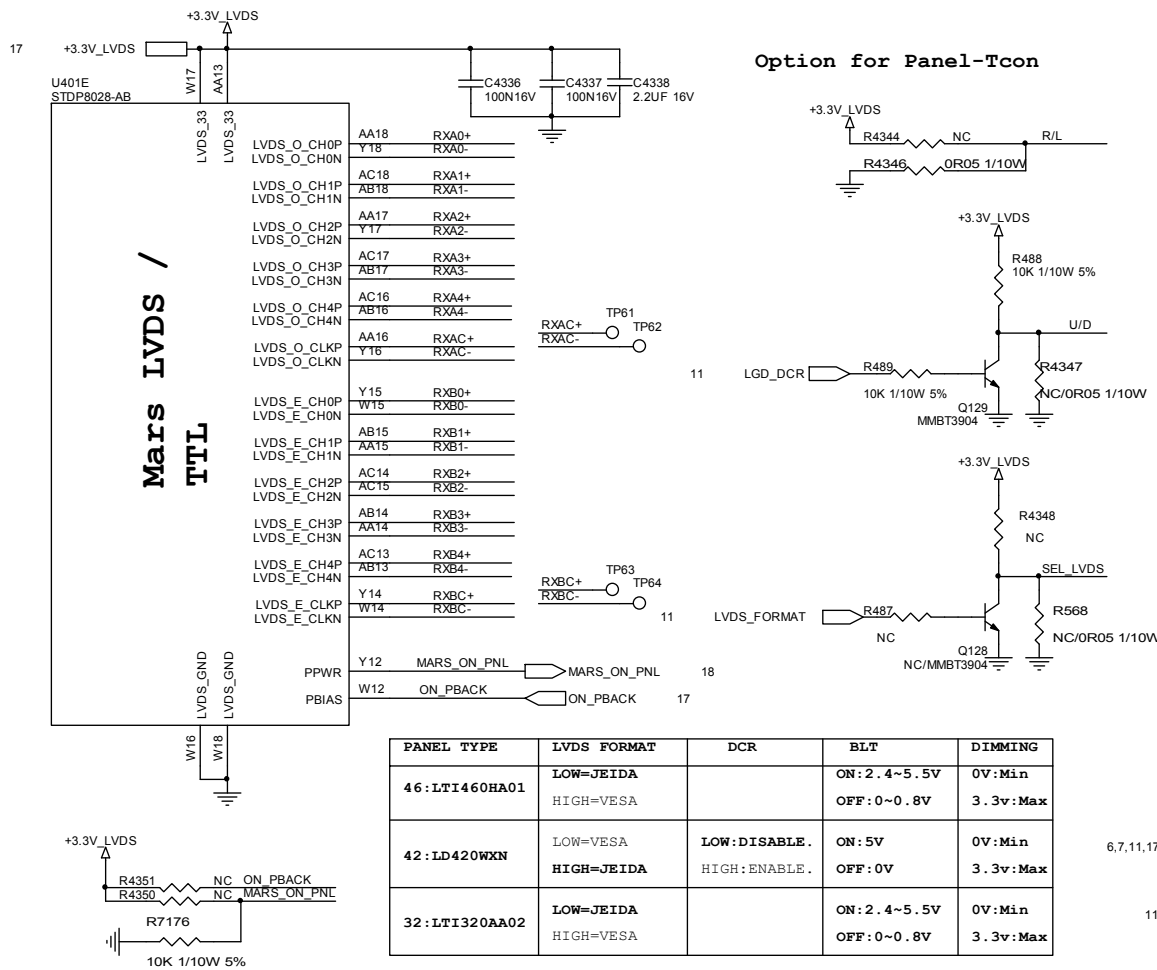 +3.3V_LVDS
17 +3.3V_LVDS
W17
AA13
U401E
STDP8028-AB
LVDS_33
LVDS_33
C4336
100N16V
C4337
100N16V
C4338
2.2UF 16V
Mars LVDS /
TTL
LVDS_O_CH0P AA18 RXA0+
LVDS_O_CH0N Y18 RXA0-
LVDS_O_CH1P AC18 RXA1+
LVDS_O_CH1N AB18 RXA1-
LVDS_O_CH2P AA17 RXA2+
LVDS_O_CH2N Y17 RXA2-
LVDS_O_CH3P AC17 RXA3+
LVDS_O_CH3N AB17 RXA3-
LVDS_O_CH4P AC16 RXA4+
LVDS_O_CH4N AB16 RXA4-
LVDS_O_CLKP AA16 RXAC+
LVDS_O_CLKN Y16 RXAC-
RXAC+ TP61
RXAC- TP62
LVDS_E_CH0P Y15 RXB0+
LVDS_E_CH0N W15 RXB0-
LVDS_E_CH1P AB15 RXB1+
LVDS_E_CH1N AA15 RXB1-
LVDS_E_CH2P AC14 RXB2+
LVDS_E_CH2N AC15 RXB2-
LVDS_E_CH3P AB14 RXB3+
LVDS_E_CH3N AA14 RXB3-
LVDS_E_CH4P AC13 RXB4+
LVDS_E_CH4N AB13 RXB4-
LVDS_E_CLKP Y14 RXBC+
LVDS_E_CLKN W14 RXBC-
RXBC+ TP63
RXBC- TP64
PPWR Y12 MARS_ON_PNL MARS_ON_PNL 18
PBIAS W12 ON_PBACK ON_PBACK 17
LVDS_GND
LVDS_GND
W16
W18
Option for Panel-Tcon
+3.3V_LVDS
R4344 NC R/L
R4346 0R05 1/10W
+3.3V_LVDS
R488
10K 1/10W 5%
U/D
11 LGD_DCR R489
10K 1/10W 5%
R4347
NC/0R05 1/10W
Q129
MMBT3904
+3.3V_LVDS
R4348
NC
SEL_LVDS
11 LVDS_FORMAT R487
NC
R568
NC/0R05 1/10W
Q128
NC/MMBT3904
PANEL TYPE LVDS FORMAT DCR BLT DIMMING
46:LTI460HA01 LOW=JEIDA ON:2.4~5.5V 0V:Min
HIGH=VESA OFF:0~0.8V 3.3v:Max
42:LD420WXN LOW=VESA LOW:DISABLE. ON:5V 0V:Min
HIGH=JEIDA HIGH:ENABLE. OFF:0V 3.3v:Max
32:LTI320AA02 LOW=JEIDA ON:2.4~5.5V 0V:Min
HIGH=VESA OFF:0~0.8V 3.3v:Max
6,7,11,17
11
+3.3V_LVDS
R4351 NC ON_PBACK
R4350 NC MARS_ON_PNL
R7176
10K 1/10W 5%